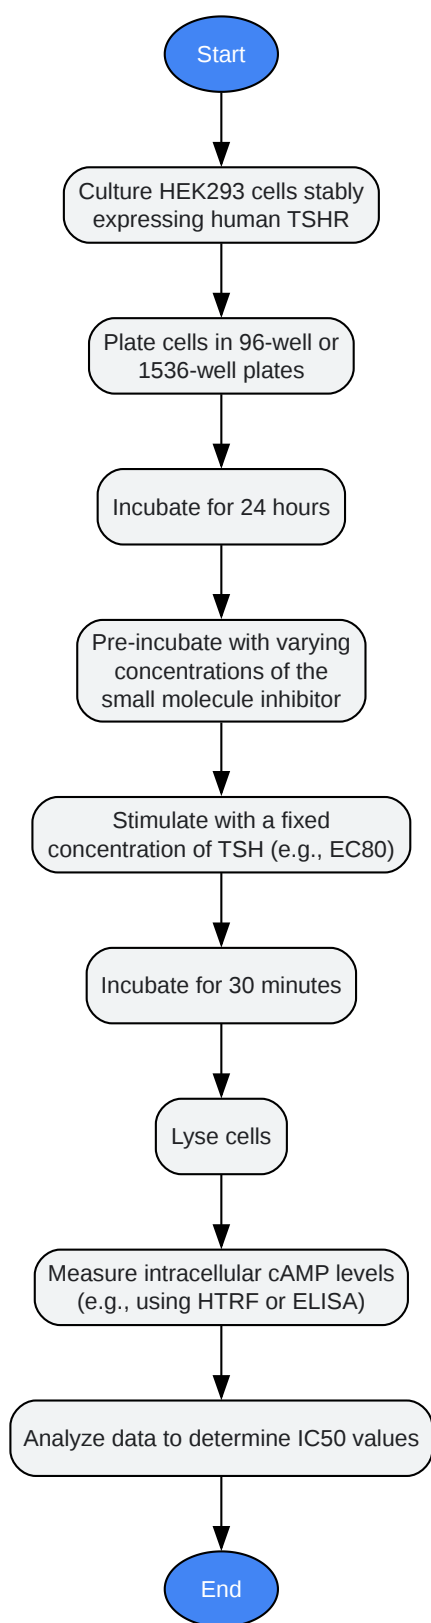 Start
Culture HEK293 cells stably
expressing human TSHR
Plate cells in 96-well or
1536-well plates
Incubate for 24 hours
Pre-incubate with varying
concentrations of the
small molecule inhibitor
Stimulate with a fixed
concentration of TSH (e.g., EC80)
Incubate for 30 minutes
Lyse cells
Measure intracellular cAMP levels
(e.g., using HTRF or ELISA)
Analyze data to determine IC50 values
End